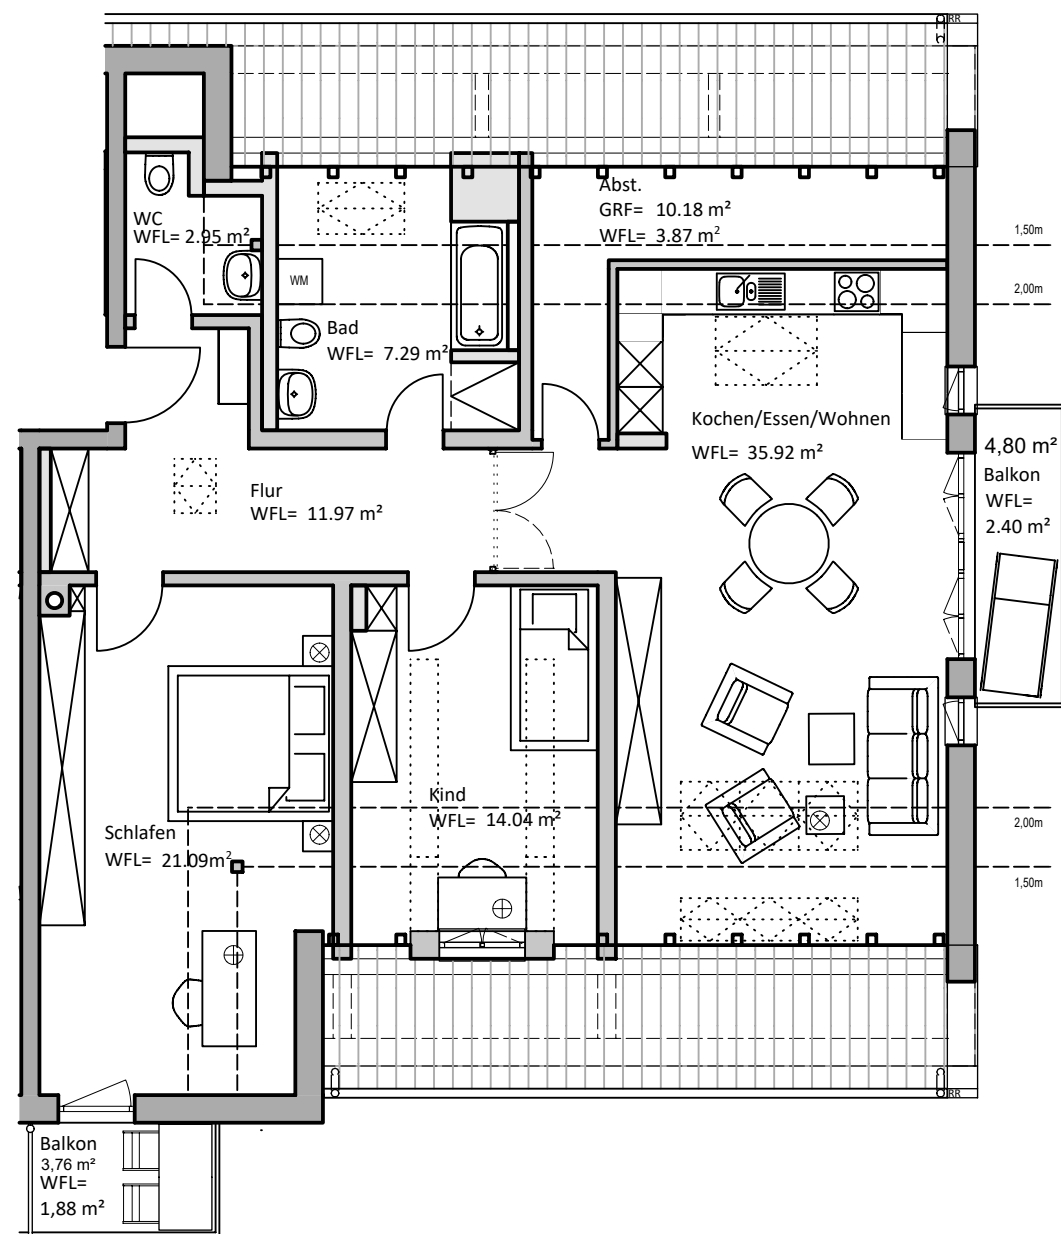 RR
Abst.
GRF= 10.18 m²
WFL= 3.87 m²
WC
WFL= 2.95 m²
1,50m
WM
2,00m
Bad
WFL= 7.29 m²
Kochen/Essen/Wohnen
WFL= 35.92 m²
4,80 m²
Balkon
WFL=
2.40 m²
Flur
WFL= 11.97 m²
Kind
WFL= 14.04 m²
Schlafen
WFL= 21.09m²
2,00m
1,50m
RR
Balkon
3,76 m²
WFL=
1,88 m²